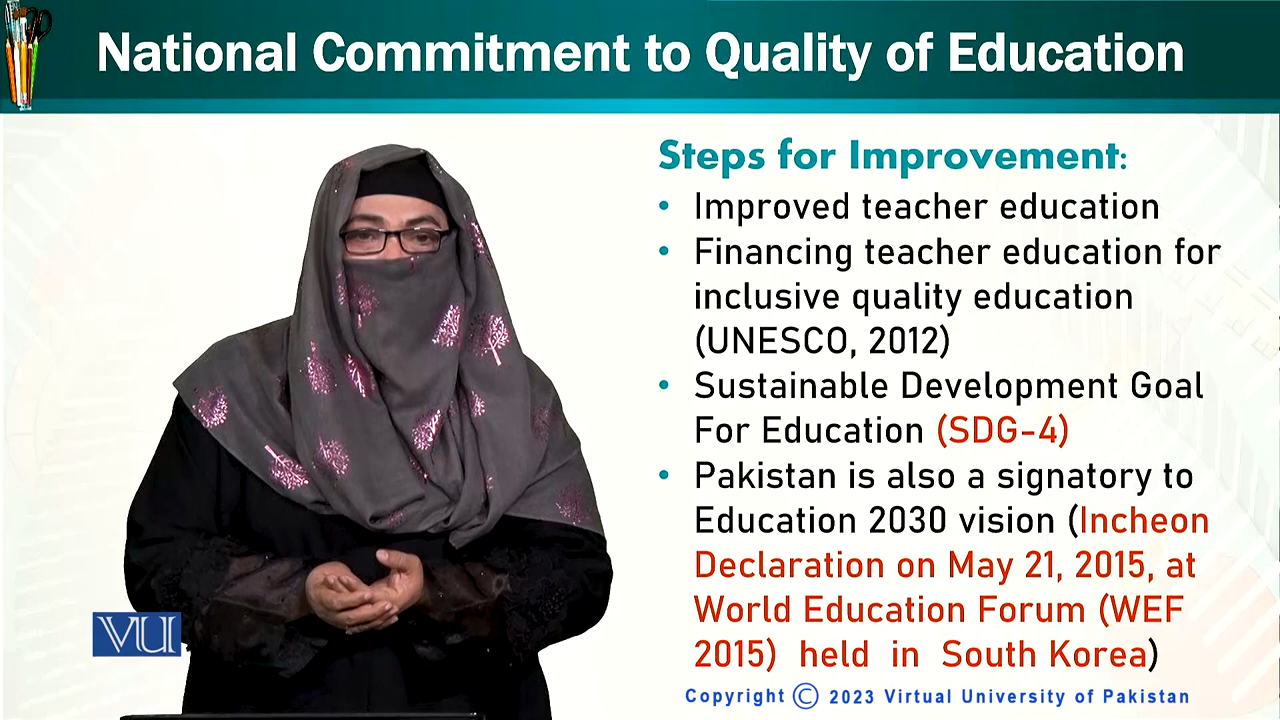 National Commitment to Quality of Education
Steps for Improvement:
• Improved teacher education
• Financing teacher education for
inclusive quality education
(UNESCO, 2012)
• Sustainable Development Goal
For Education (SDG-4)
• Pakistan is also a signatory to
Education 2030 vision (Incheon
Declaration on May 21, 2015, at
World Education Forum (WEF
2015) held in South Korea)
VU
Copyright © 2023 Virtual University of Pakistan